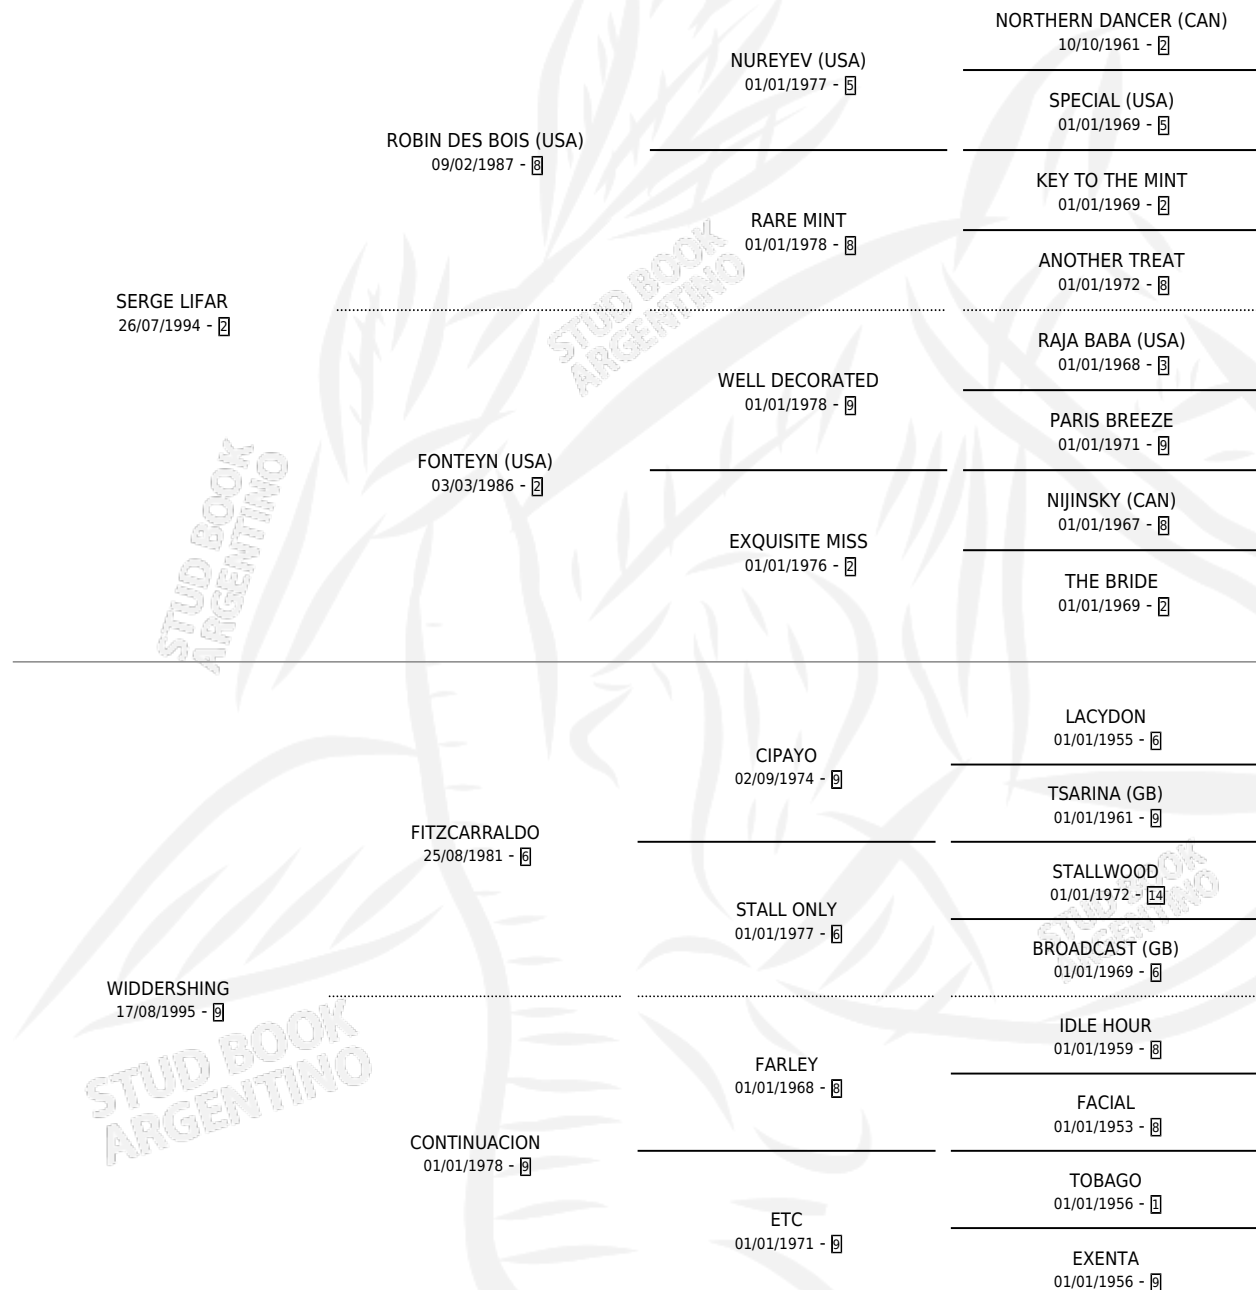 NORTHERN DANCER (CAN)
10/10/1961 - 2
NUREYEV (USA)
01/01/1977 - 5
SPECIAL (USA)
01/01/1969 - 5
ROBIN DES BOIS (USA)
09/02/1987 - 8
KEY TO THE MINT
01/01/1969 - 2
RARE MINT
01/01/1978 - 8
ANOTHER TREAT
01/01/1972 - 8
SERGE LIFAR
26/07/1994 - 2
RAJA BABA (USA)
01/01/1968 - 3
WELL DECORATED
01/01/1978 - 9
PARIS BREEZE
01/01/1971 - 9
FONTEYN (USA)
03/03/1986 - 2
NIJINSKY (CAN)
01/01/1967 - 8
EXQUISITE MISS
01/01/1976 - 2
THE BRIDE
01/01/1969 - 2
STUD BOOK
ARGENTINO
STUD BOOK
ARGENTINO
LACYDON
01/01/1955 - 6
CIPAYO
02/09/1974 - 9
TSARINA (GB)
01/01/1961 - 9
FITZCARRALDO
25/08/1981 - 6
STALLWOOD
01/01/1972 - 14
STALL ONLY
01/01/1977 - 6
BROADCAST (GB)
01/01/1969 - 6
WIDDERSHING
17/08/1995 - 9
IDLE HOUR
01/01/1959 - 8
FARLEY
01/01/1968 - 8
FACIAL
01/01/1953 - 8
CONTINUACION
01/01/1978 - 9
TOBAGO
01/01/1956 - 1
ETC
01/01/1971 - 9
EXENTA
01/01/1956 - 9
STUD BOOK
ARGENTINO
STUD BOOK
ARGENTINO